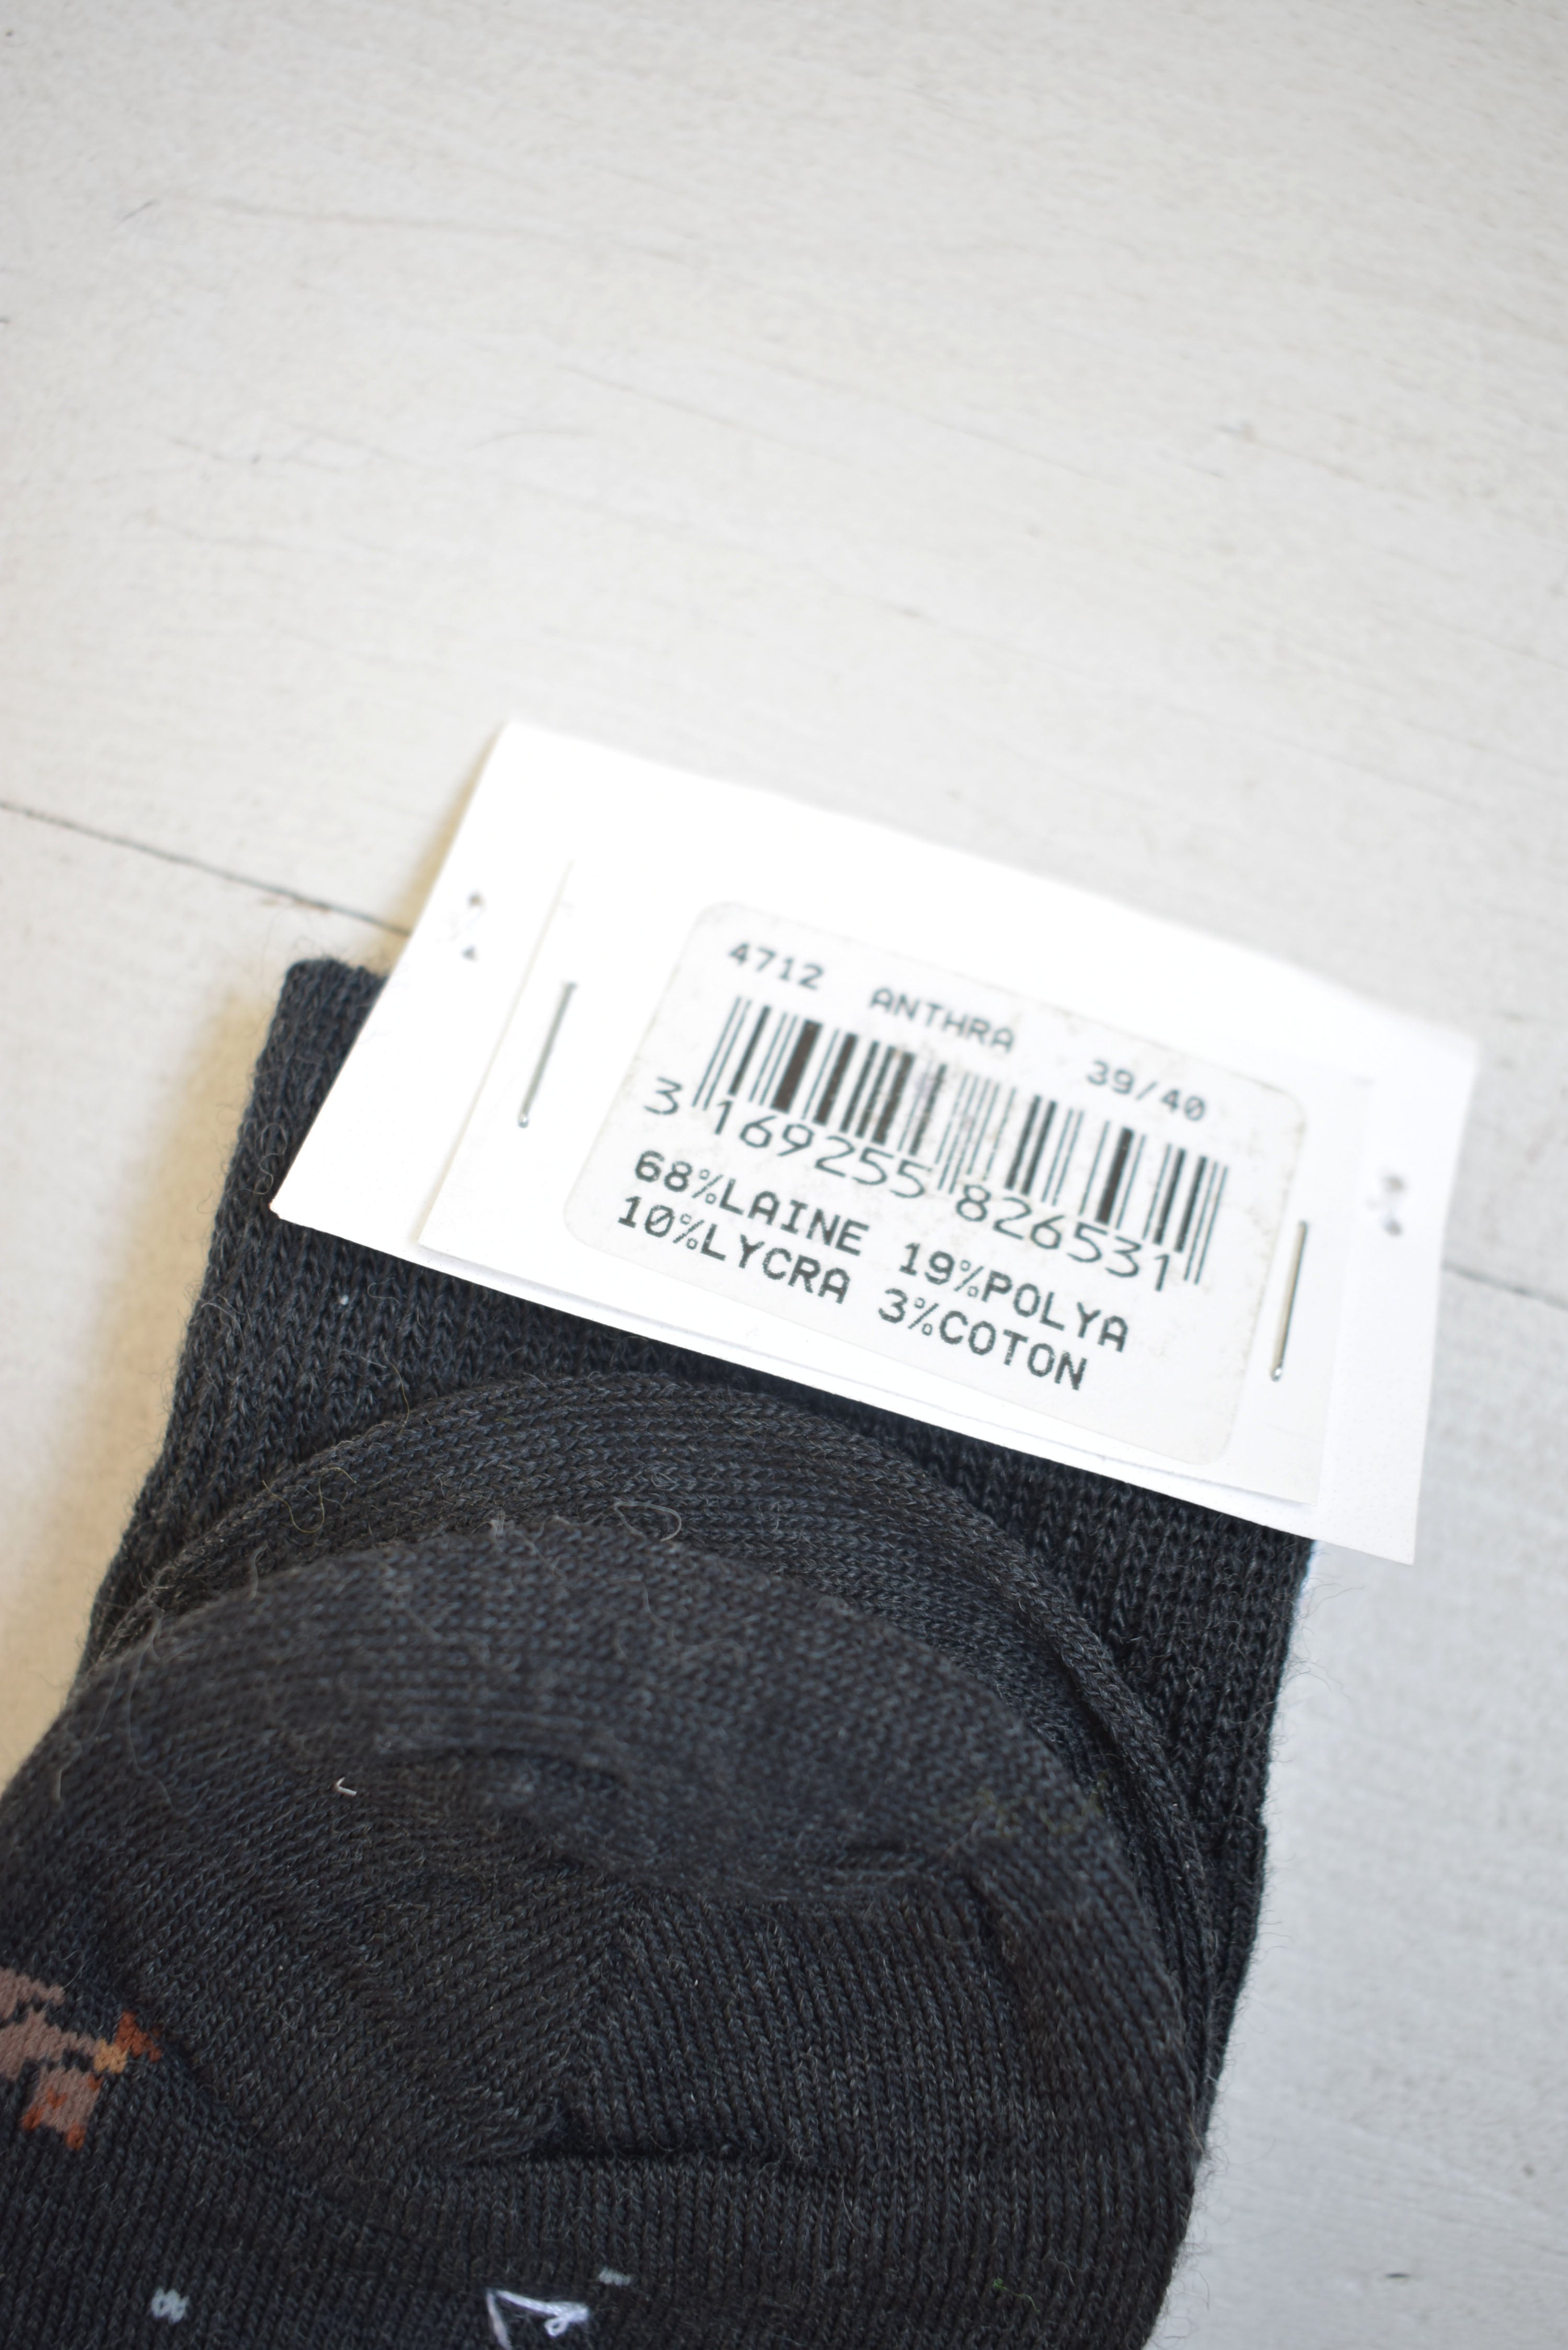 4712 ANTHRA 39/40
3 169255 826531
68%LAINE 19%POLYA
10%LYCRA 3%COTON